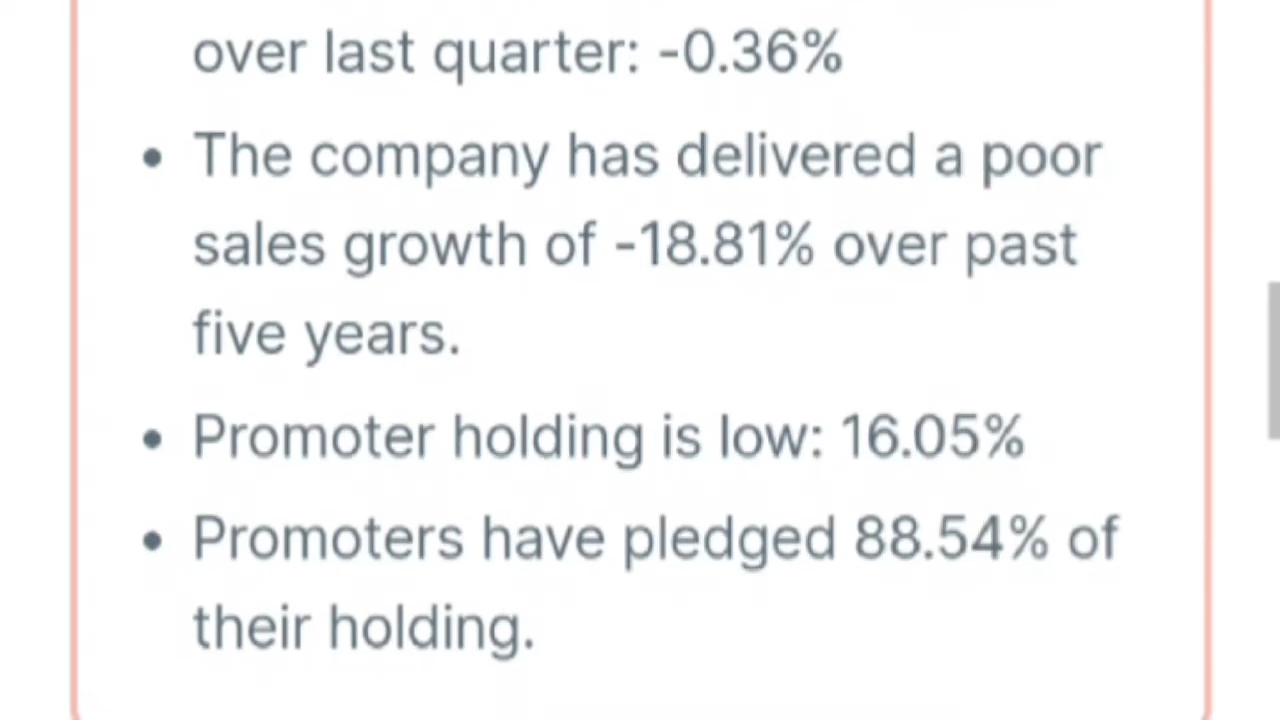 over last quarter: -0.36%
• The company has delivered a poor
sales growth of -18.81% over past
five years.
• Promoter holding is low: 16.05%
• Promoters have pledged 88.54% of
their holding.